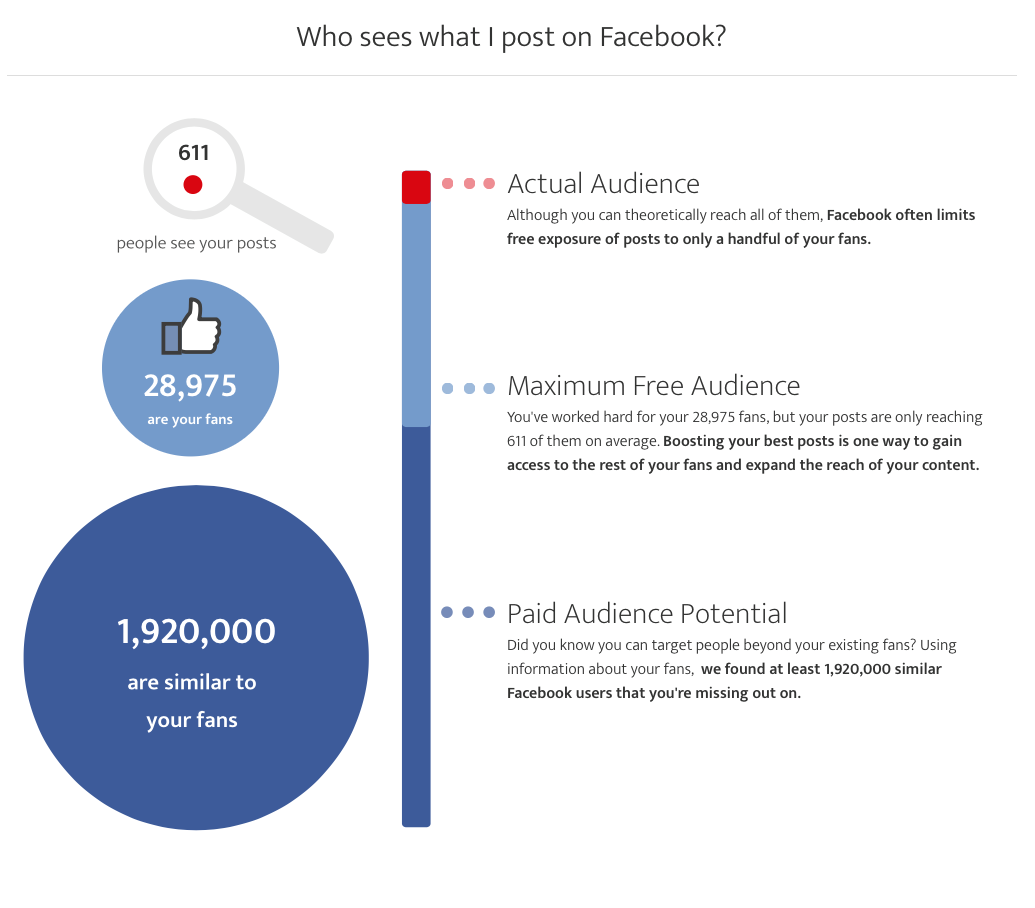 Who sees what I post on Facebook?
611
people see your posts
28,975
are your fans
1,920,000
are similar to
your fans
Actual Audience
Although you can theoretically reach all of them, Facebook often limits
free exposure of posts to only a handful of your fans.
Maximum Free Audience
You've worked hard for your 28,975 fans, but your posts are only reaching
611 of them on average. Boosting your best posts is one way to gain
access to the rest of your fans and expand the reach of your content.
Paid Audience Potential
Did you know you can target people beyond your existing fans? Using
information about your fans, we found at least 1,920,000 similar
Facebook users that you're missing out on.